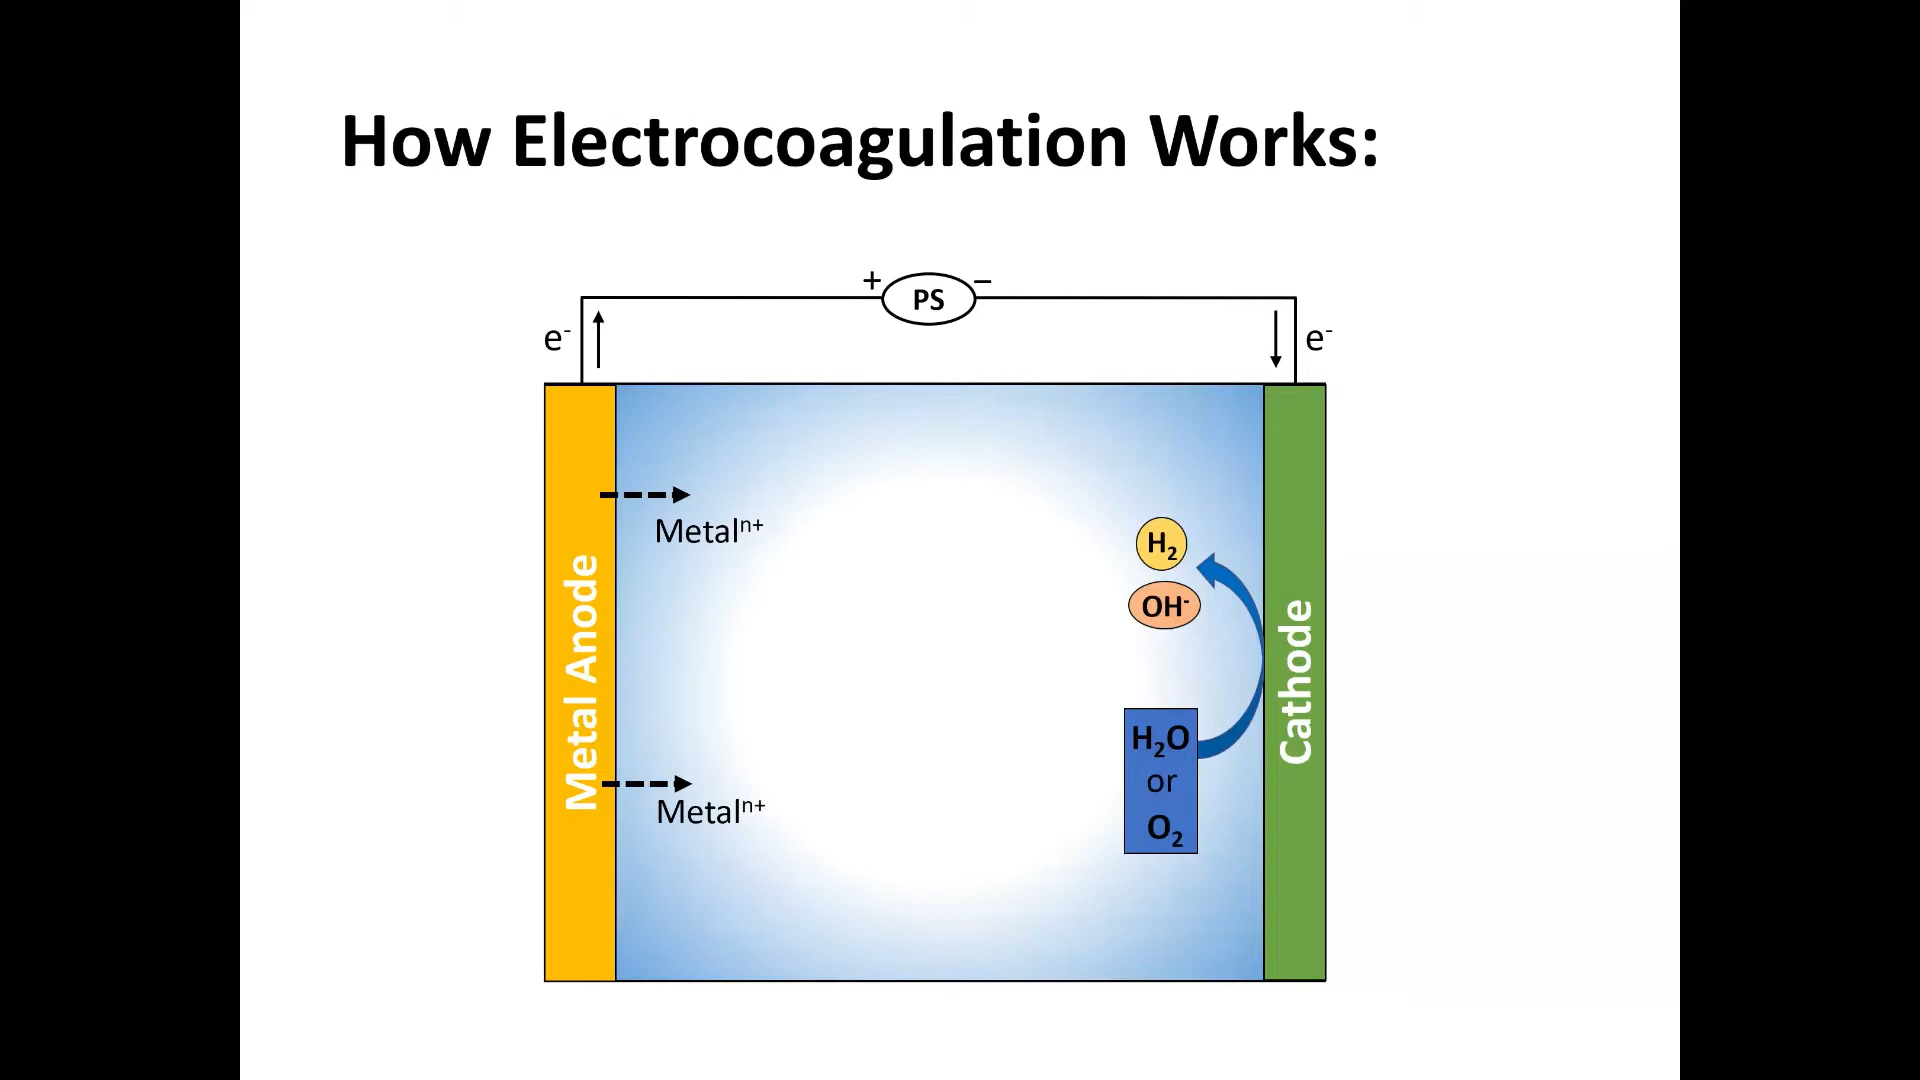 How Electrocoagulation Works:
+ PS –
e⁻
e⁻
Metalⁿ⁺
H₂
OH⁻
Metal Anode
Cathode
H₂O
or
O₂
Metalⁿ⁺